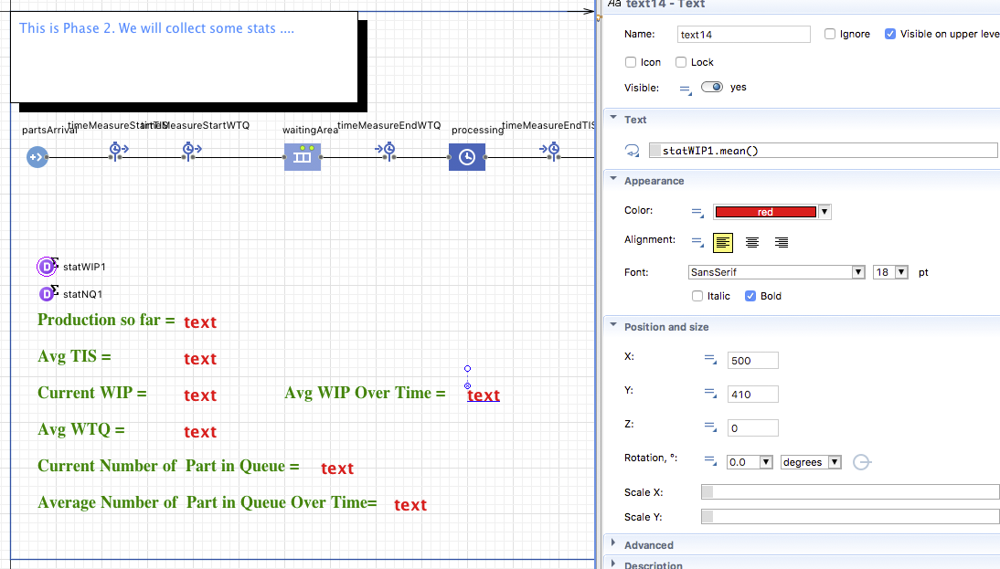 text14 - Text
This is Phase 2. We will collect some stats ....
Name: text14 Ignore Visible on upper leve
Icon Lock
Visible: yes
Text
statWIP1.mean()
Appearance
Color: red
Alignment:
Font: SansSerif 18 pt
Italic Bold
Position and size
X: 500
Y: 410
Z: 0
Rotation, °: 0.0 degrees
Scale X:
Scale Y:
Advanced
Description
partsArrival timeMeasureStartTIS timeMeasureStartWTQ waitingArea timeMeasureEndWTQ processing timeMeasureEndTIS
D statWIP1
D statNQ1
Production so far = text
Avg TIS = text
Current WIP = text Avg WIP Over Time = text
Avg WTQ = text
Current Number of Part in Queue = text
Average Number of Part in Queue Over Time= text